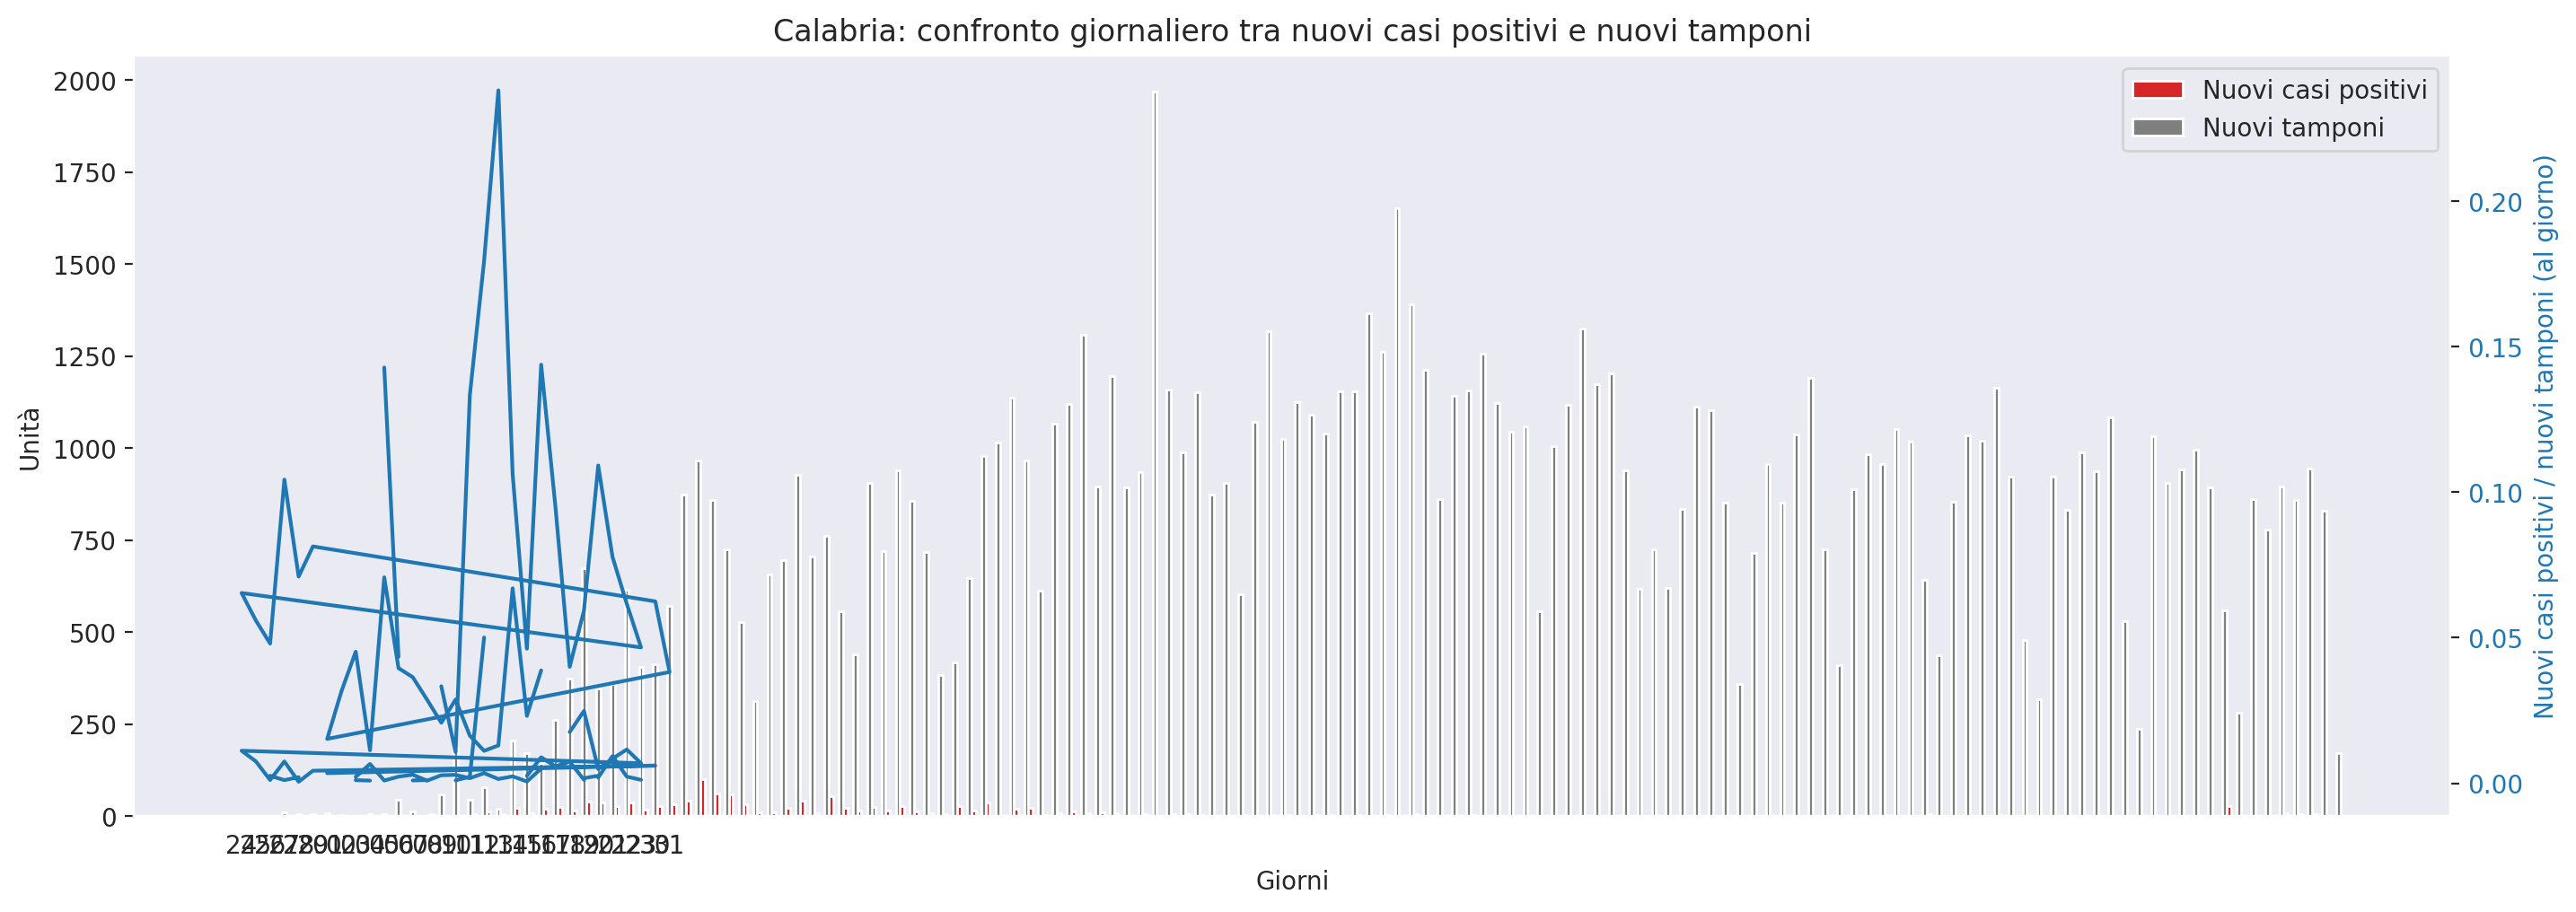 Calabria: confronto giornaliero tra nuovi casi positivi e nuovi tamponi
Nuovi casi positivi
Nuovi tamponi
2000
1750
1500
1250
1000
750
500
250
0
Unità
0.20
0.15
0.10
0.05
0.00
Nuovi casi positivi / nuovi tamponi (al giorno)
Giorni